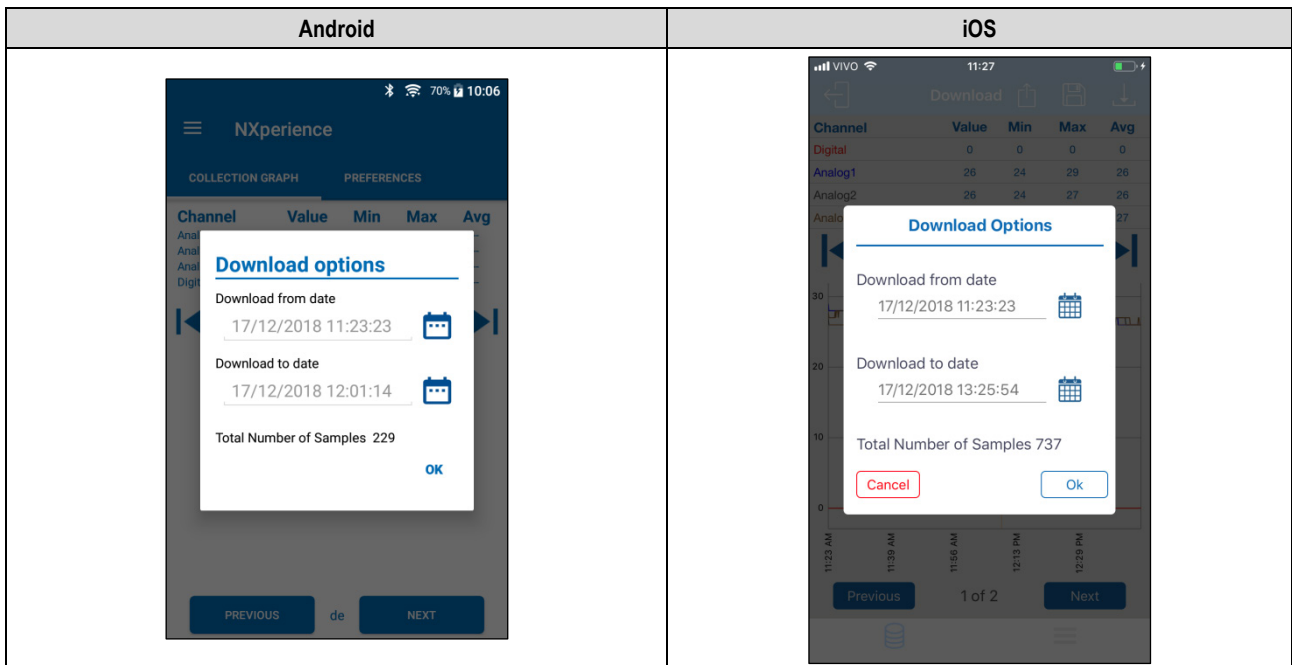 Android
iOS
70% 10:06
NXperience
COLLECTION GRAPH PREFERENCES
Channel Value Min Max Avg
Anal
Anal
Anal
Digit
Download options
Download from date
17/12/2018 11:23:23
Download to date
17/12/2018 12:01:14
Total Number of Samples 229
OK
PREVIOUS de NEXT
VIVO 11:27
Download
Channel Value Min Max Avg
Digital 0 0 0 0
Analog1 26 24 29 26
Analog2 26 24 27 26
Analo 27
Download Options
Download from date
17/12/2018 11:23:23
Download to date
17/12/2018 13:25:54
Total Number of Samples 737
Cancel Ok
30
20
10
0
11:23 AM
11:39 AM
11:56 AM
12:13 PM
12:29 PM
Previous 1 of 2 Next